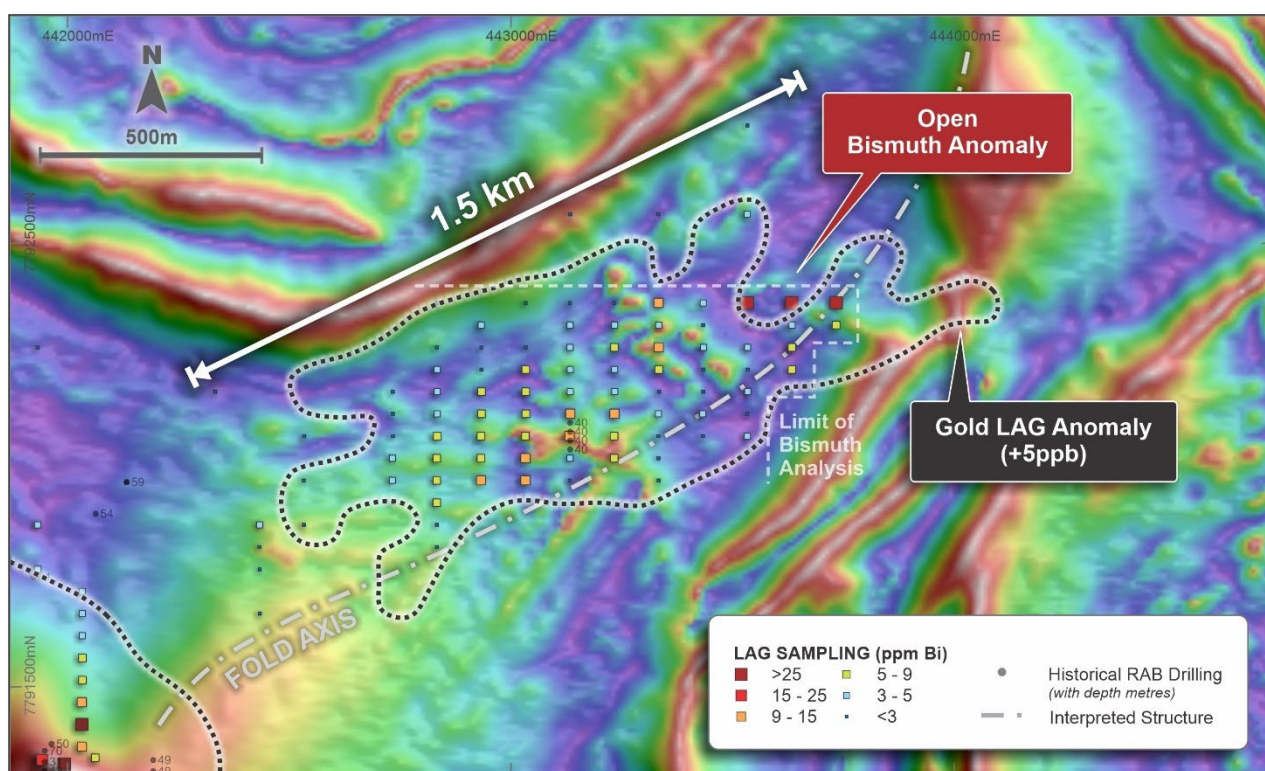 442000mE
443000mE
444000mE
N
500m
7792500mN
7791500mN
1.5 km
Open
Bismuth Anomaly
Limit of
Bismuth
Analysis
Gold LAG Anomaly
(+5ppb)
40
40
59
54
FOLD AXIS
50
70
49
LAG SAMPLING (ppm Bi)
>25
5 - 9
Historical RAB Drilling
(with depth metres)
15 - 25
3 - 5
9 - 15
<3
Interpreted Structure